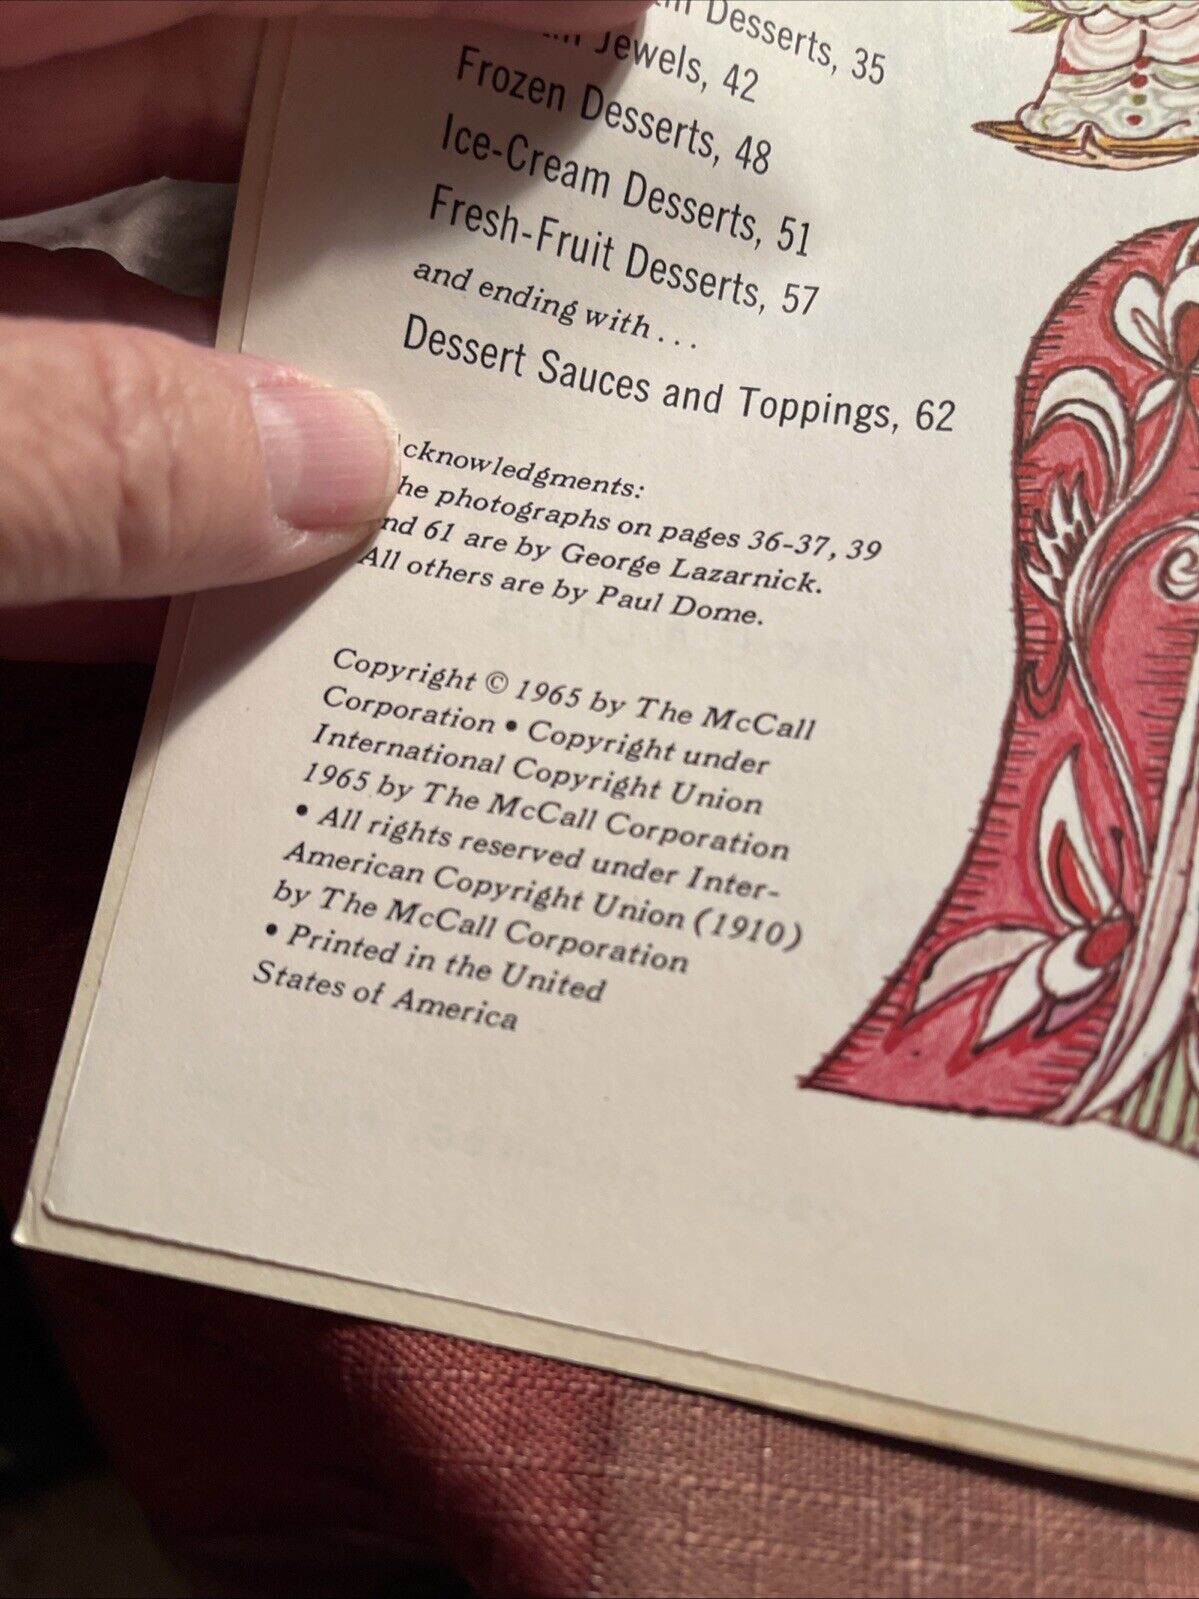 Desserts, 35
Jewels, 42
Frozen Desserts, 48
Ice-Cream Desserts, 51
Fresh-Fruit Desserts, 57
and ending with...
Dessert Sauces and Toppings, 62
cknowledgments:
he photographs on pages 36-37, 39
nd 61 are by George Lazarnick.
All others are by Paul Dome.
Copyright © 1965 by The McCall
Corporation • Copyright under
International Copyright Union
1965 by The McCall Corporation
• All rights reserved under Inter-
American Copyright Union (1910)
by The McCall Corporation
• Printed in the United
States of America